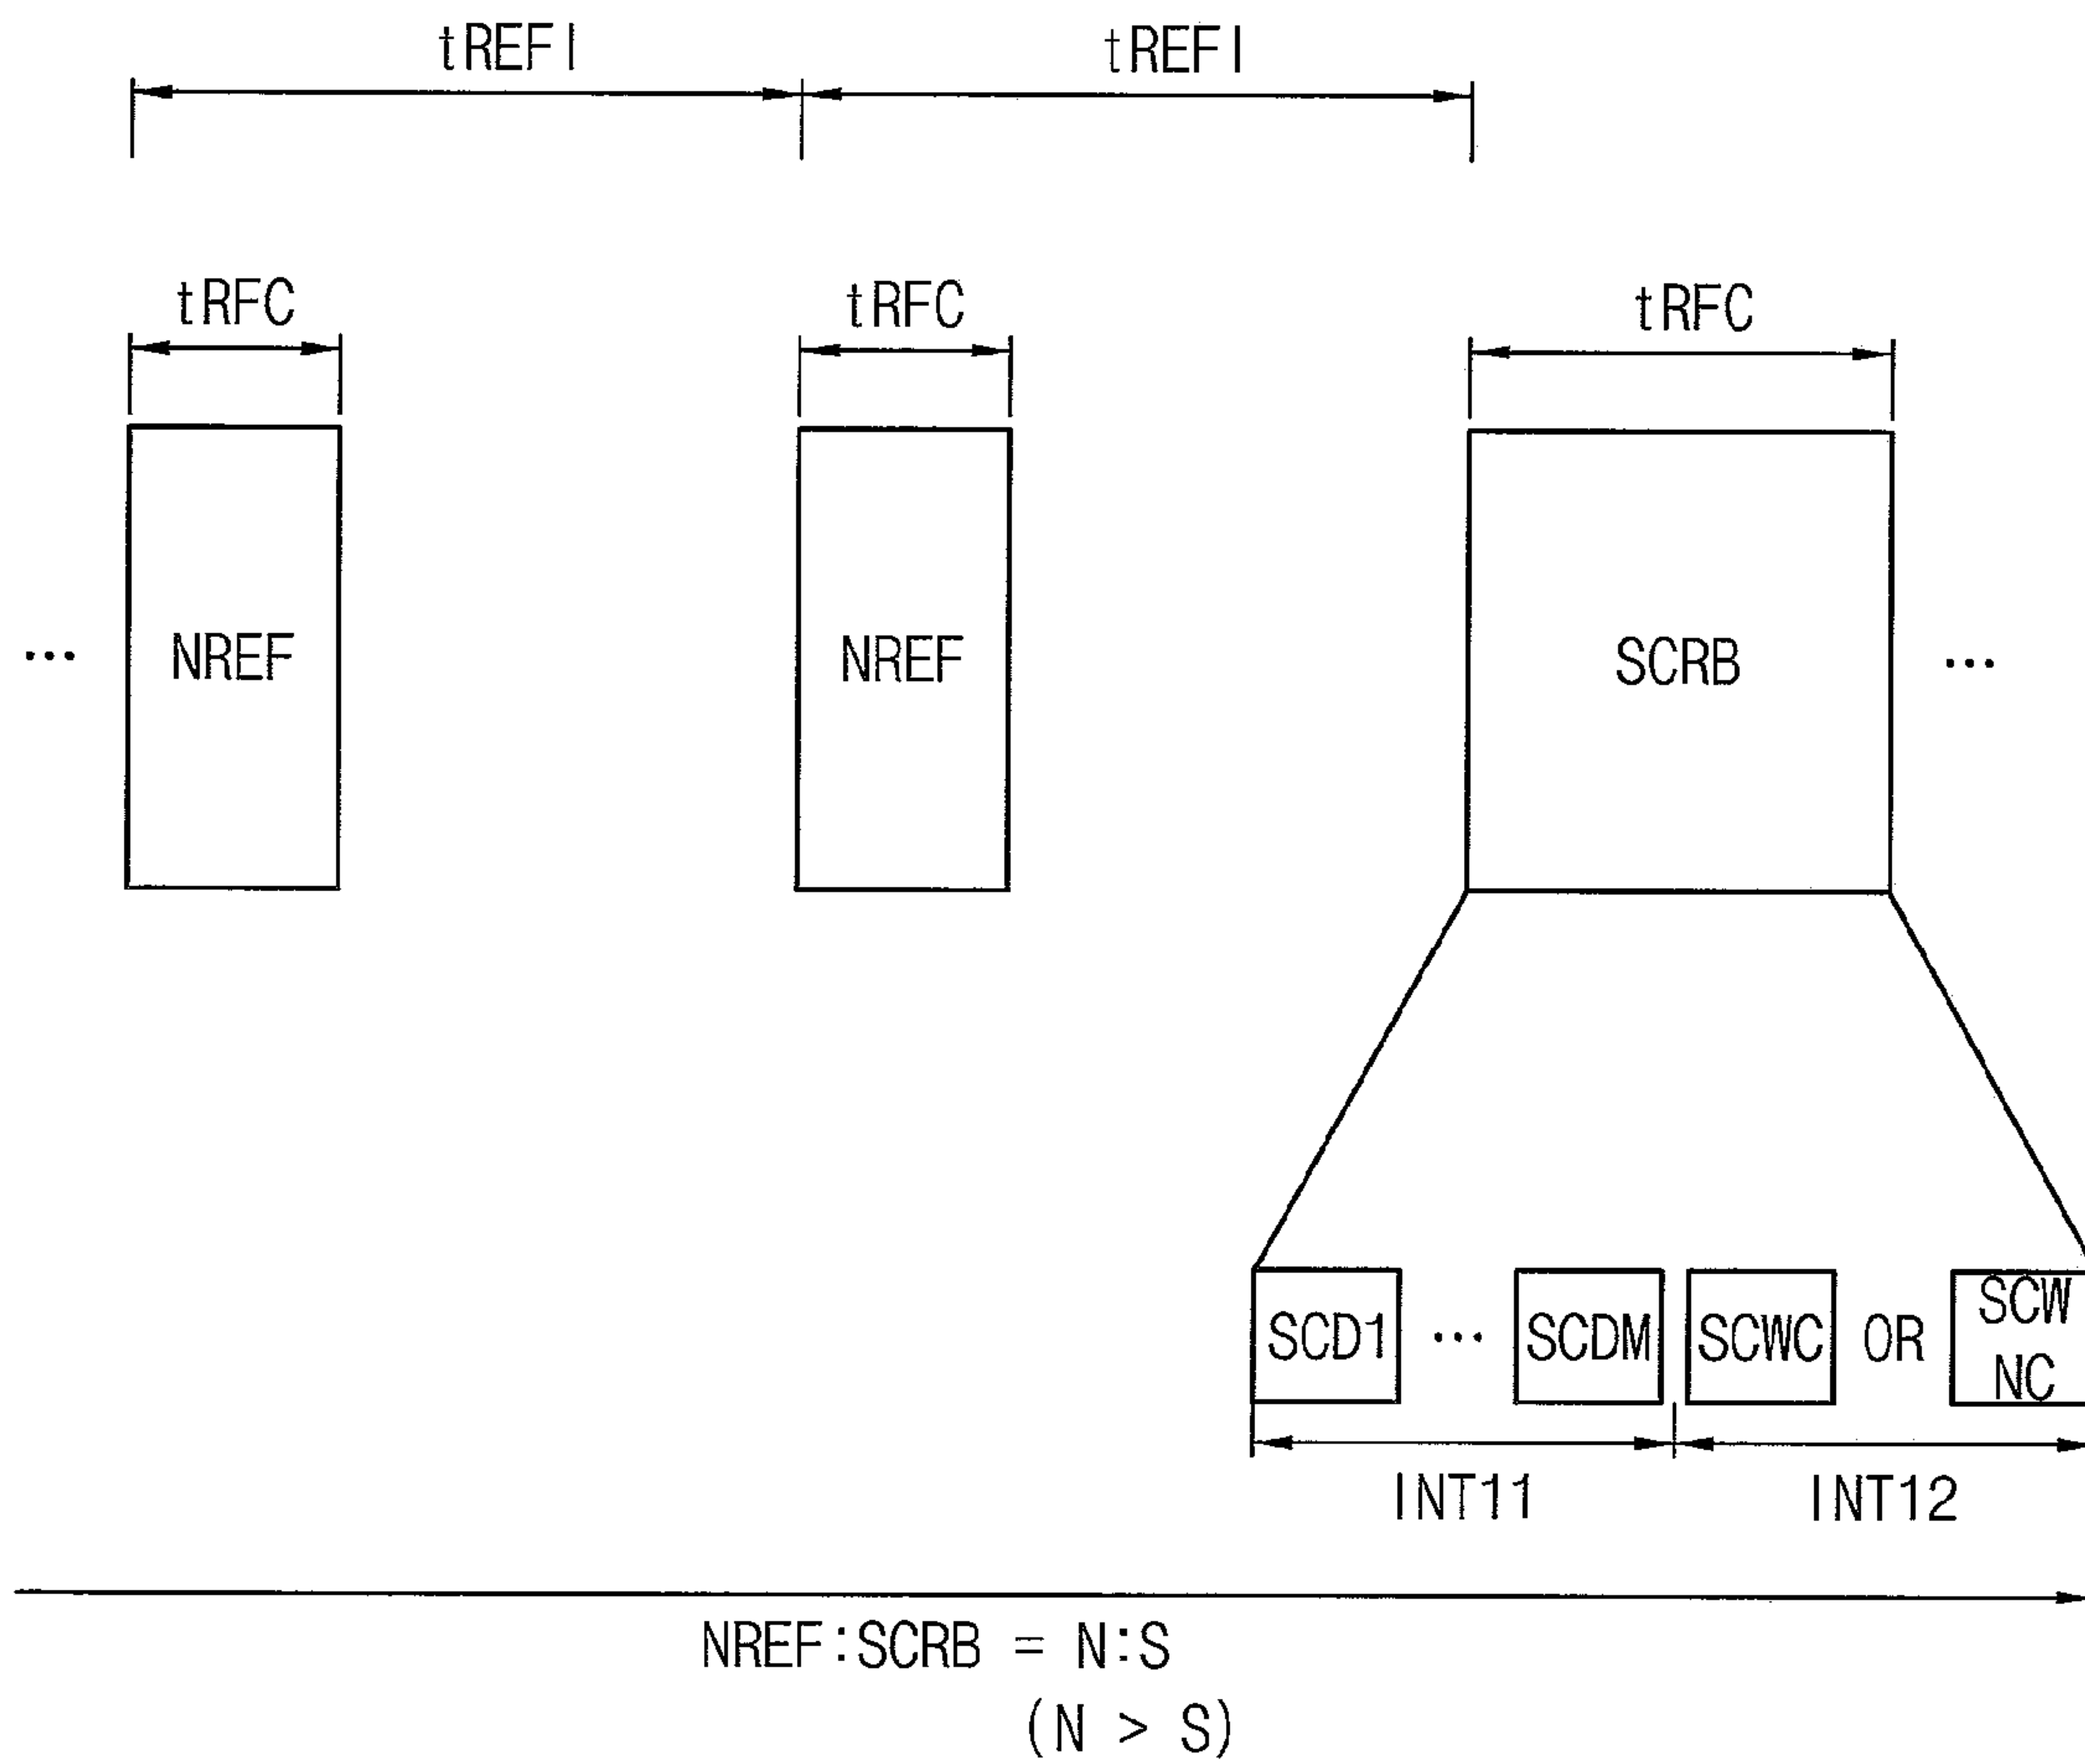 tREFI tREFI
tRFC tRFC tRFC
... NREF NREF SCRB ...
SCD1 ... SCDM SCWC OR SCW
NC
INT11 INT12
NREF:SCRB = N:S
(N > S)